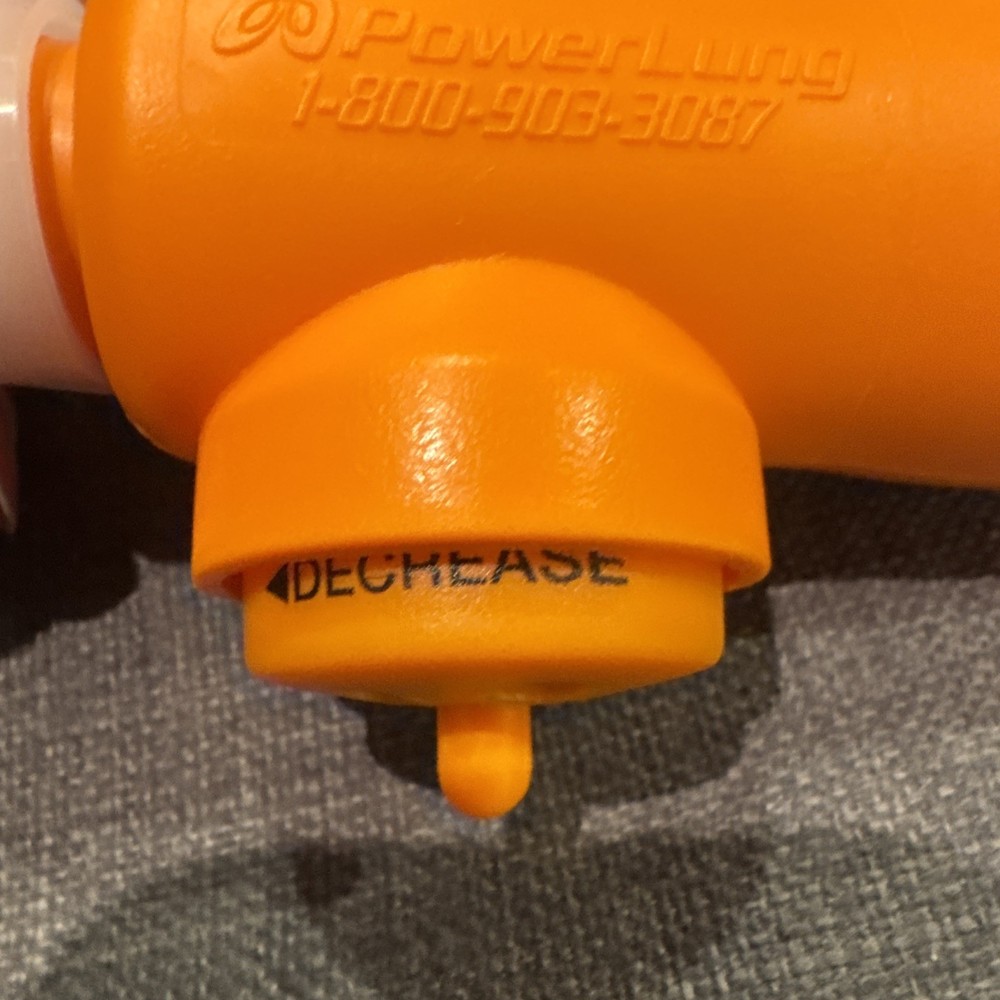 PowerLung
1-800-903-3087
◀DECREASE